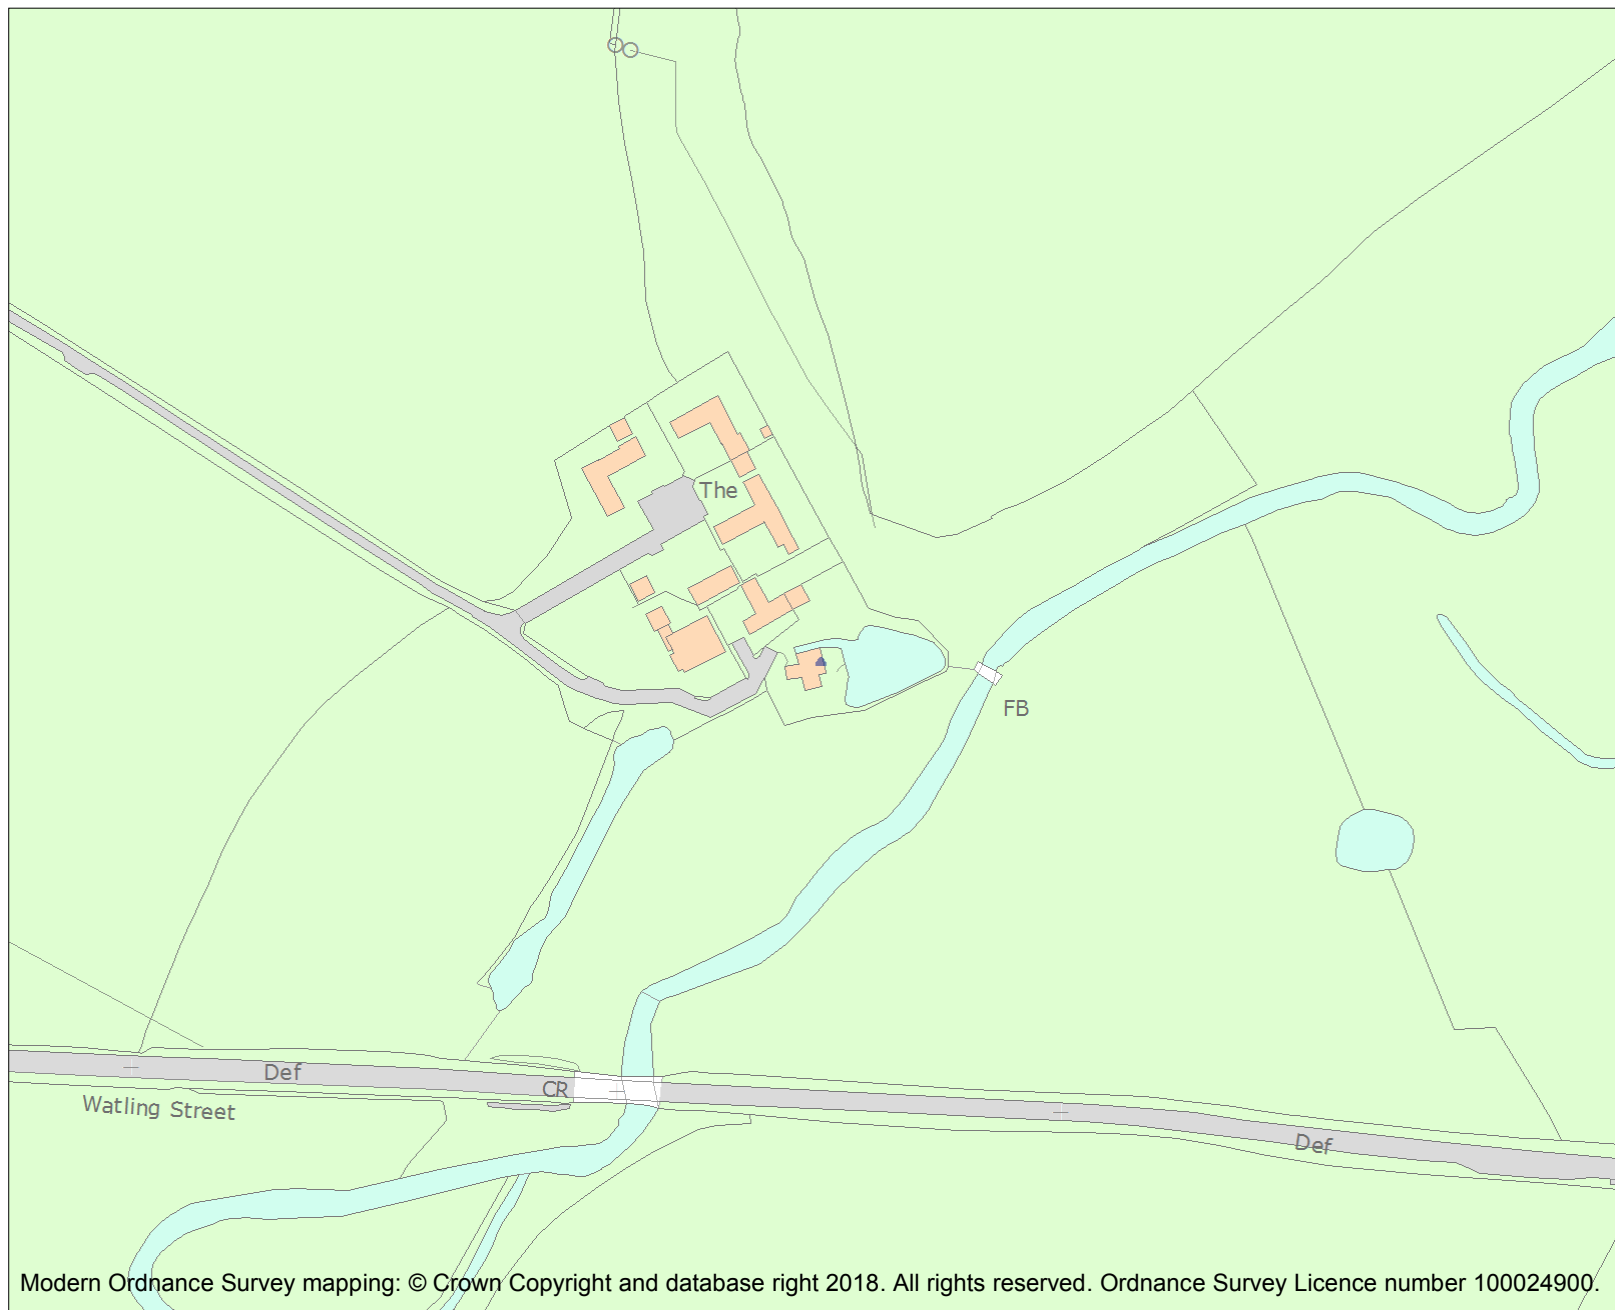 The
FB
Def
CR
Watling Street
Def
Modern Ordnance Survey mapping: © Crown Copyright and database right 2018. All rights reserved. Ordnance Survey Licence number 100024900.